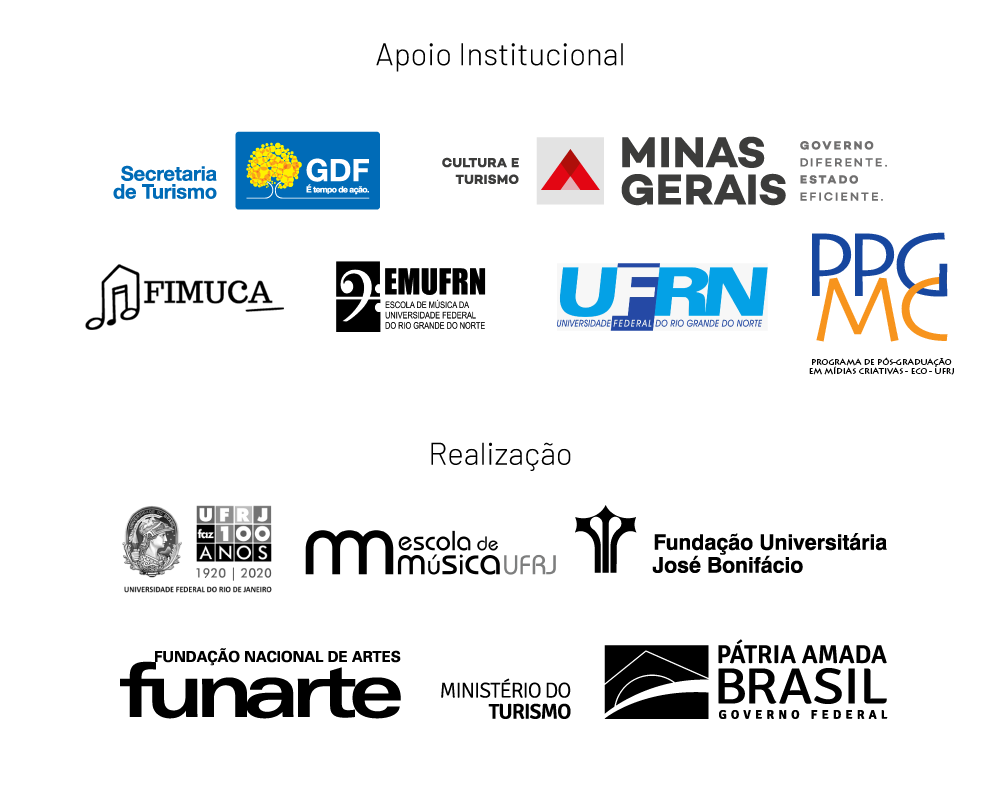 Apoio Institucional
Secretaria
de Turismo
GDF
É tempo de ação.
CULTURA E
TURISMO
MINAS
GERAIS
GOVERNO
DIFERENTE.
ESTADO
EFICIENTE.
FIMUCA
EMUFRN
ESCOLA DE MÚSICA DA
UNIVERSIDADE FEDERAL
DO RIO GRANDE DO NORTE
UFRN
UNIVERSIDADE FEDERAL DO RIO GRANDE DO NORTE
PPG
MC
PROGRAMA DE PÓS-GRADUAÇÃO
EM MÍDIAS CRIATIVAS - ECO - UFRJ
Realização
UFRJ
faz 100
ANOS
1920 | 2020
UNIVERSIDADE FEDERAL DO RIO DE JANEIRO
escola de
música UFRJ
Fundação Universitária
José Bonifácio
FUNDAÇÃO NACIONAL DE ARTES
funarte
MINISTÉRIO DO
TURISMO
PÁTRIA AMADA
BRASIL
GOVERNO FEDERAL